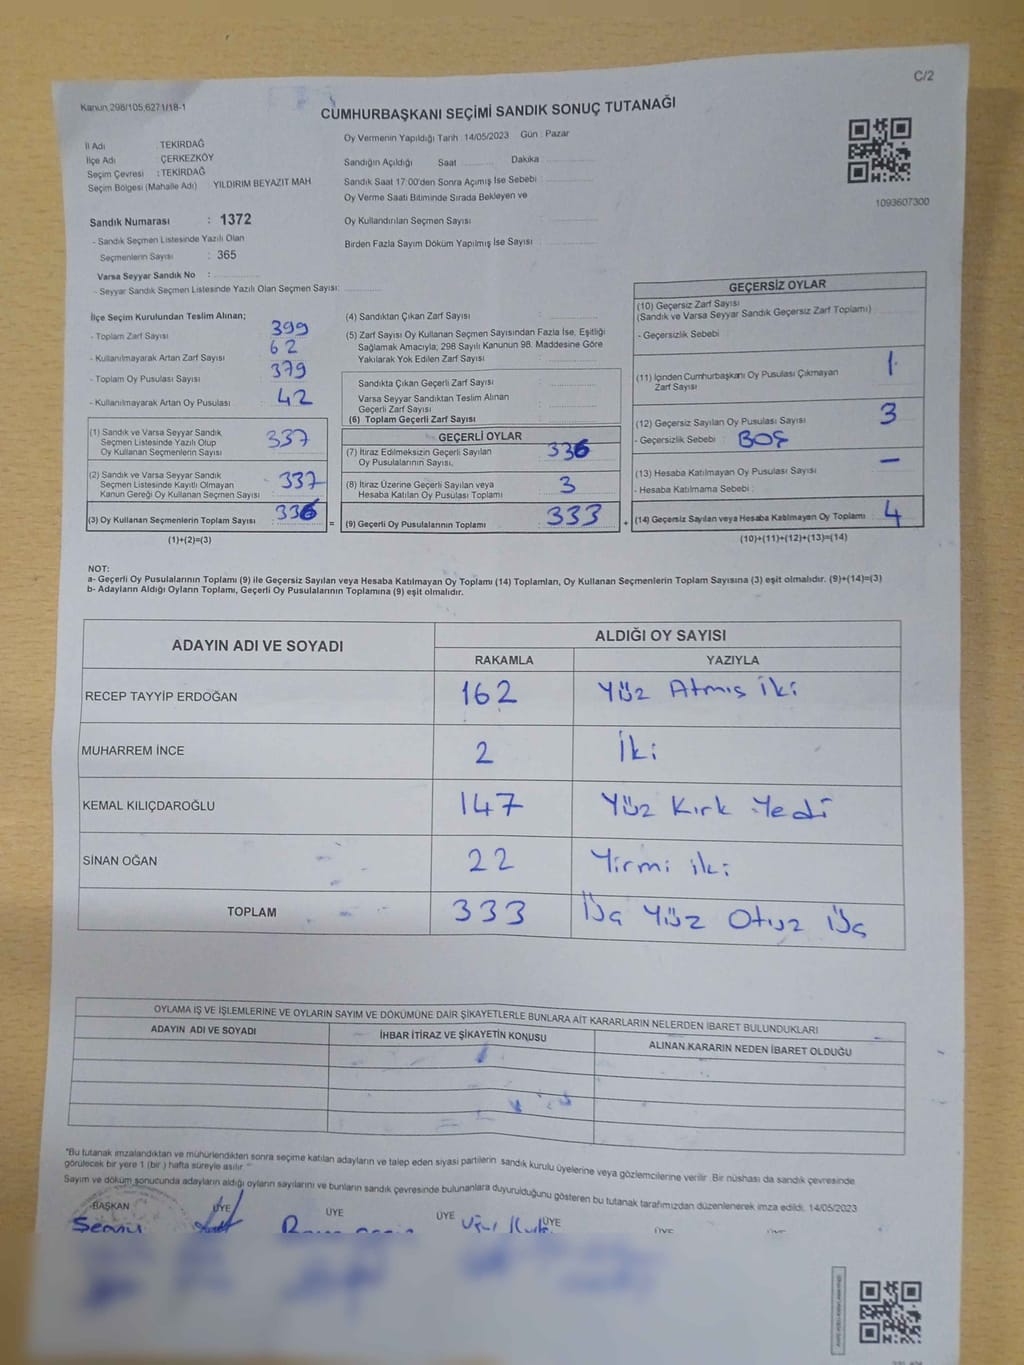 C/2
Kanun 298/105,6271/18-1
CUMHURBAŞKANI SEÇİMİ SANDIK SONUÇ TUTANAĞI
İl Adı : TEKİRDAĞ
İlçe Adı : ÇERKEZKÖY
Seçim Çevresi : TEKİRDAĞ
Seçim Bölgesi (Mahalle Adı) YILDIRIM BEYAZIT MAH
Sandık Numarası : 1372
- Sandık Seçmen Listesinde Yazılı Olan
Seçmenlerin Sayısı : 365
Varsa Seyyar Sandık No :
- Seyyar Sandık Seçmen Listesinde Yazılı Olan Seçmen Sayısı:
Oy Vermenin Yapıldığı Tarih : 14/05/2023 Gün : Pazar
Sandığın Açıldığı Saat Dakika
Sandık Saat 17:00'den Sonra Açımış İse Sebebi :
Oy Verme Saati Bitiminde Sırada Bekleyen ve
Oy Kullandırılan Seçmen Sayısı :
Birden Fazla Sayım Döküm Yapılmış İse Sayısı :
1093607300
İlçe Seçim Kurulundan Teslim Alınan;
- Toplam Zarf Sayısı : 399
- Kullanılmayarak Artan Zarf Sayısı : 62
- Toplam Oy Pusulası Sayısı : 379
- Kullanılmayarak Artan Oy Pusulası : 42
(1) Sandık ve Varsa Seyyar Sandık
Seçmen Listesinde Yazılı Olup
Oy Kullanan Seçmenlerin Sayısı : 337
(2) Sandık ve Varsa Seyyar Sandık
Seçmen Listesinde Kayıtlı Olmayan
Kanun Gereği Oy Kullanan Seçmen Sayısı : 337
(3) Oy Kullanan Seçmenlerin Toplam Sayısı : 336
(1)+(2)=(3)
(4) Sandıktan Çıkan Zarf Sayısı :
(5) Zarf Sayısı Oy Kullanan Seçmen Sayısından Fazla İse, Eşitliği
Sağlamak Amacıyla; 298 Sayılı Kanunun 98. Maddesine Göre
Yakılarak Yok Edilen Zarf Sayısı :
Sandıkta Çıkan Geçerli Zarf Sayısı :
Varsa Seyyar Sandıktan Teslim Alınan
Geçerli Zarf Sayısı :
(6) Toplam Geçerli Zarf Sayısı :
GEÇERLİ OYLAR
(7) İtiraz Edilmeksizin Geçerli Sayılan
Oy Pusulalarının Sayısı, : 336
(8) İtiraz Üzerine Geçerli Sayılan veya
Hesaba Katılan Oy Pusulası Toplamı : 3
= (9) Geçerli Oy Pusulalarının Toplamı : 333 +
GEÇERSİZ OYLAR
(10) Geçersiz Zarf Sayısı
(Sandık ve Varsa Seyyar Sandık Geçersiz Zarf Toplamı)
- Geçersizlik Sebebi
(11) İçinden Cumhurbaşkanı Oy Pusulası Çıkmayan
Zarf Sayısı 1
(12) Geçersiz Sayılan Oy Pusulası Sayısı 3
- Geçersizlik Sebebi : BOŞ
(13) Hesaba Katılmayan Oy Pusulası Sayısı –
- Hesaba Katılmama Sebebi :
(14) Geçersiz Sayılan veya Hesaba Katılmayan Oy Toplamı 4
(10)+(11)+(12)+(13)=(14)
NOT:
a- Geçerli Oy Pusulalarının Toplamı (9) ile Geçersiz Sayılan veya Hesaba Katılmayan Oy Toplamı (14) Toplamları, Oy Kullanan Seçmenlerin Toplam Sayısına (3) eşit olmalıdır. (9)+(14)=(3)
b- Adayların Aldığı Oyların Toplamı, Geçerli Oy Pusulalarının Toplamına (9) eşit olmalıdır.
ADAYIN ADI VE SOYADI
ALDIĞI OY SAYISI
RAKAMLA YAZIYLA
RECEP TAYYİP ERDOĞAN 162 Yüz Atmış İki
MUHARREM İNCE 2 İki
KEMAL KILIÇDAROĞLU 147 Yüz Kırk Yedi
SİNAN OĞAN 22 Yirmi iki
TOPLAM 333 Üç Yüz Otuz Üç
OYLAMA İŞ VE İŞLEMLERİNE VE OYLARIN SAYIM VE DÖKÜMÜNE DAİR ŞİKAYETLERLE BUNLARA AİT KARARLARIN NELERDEN İBARET BULUNDUKLARI
ADAYIN ADI VE SOYADI İHBAR İTİRAZ VE ŞİKAYETİN KONUSU ALINAN KARARIN NEDEN İBARET OLDUĞU
"Bu tutanak imzalandıktan ve mühürlendikten sonra seçime katılan adayların ve talep eden siyasi partilerin sandık kurulu üyelerine veya gözlemcilerine verilir. Bir nüshası da sandık çevresinde
görülecek bir yere 1 (bir) hafta süreyle asılır."
Sayım ve döküm sonucunda adayların aldığı oyların sayılarını ve bunların sandık çevresinde bulunanlara duyurulduğunu gösteren bu tutanak tarafımızdan düzenlenerek imza edildi. 14/05/2023
BAŞKAN ÜYE ÜYE ÜYE ÜYE ÜYE ÜYE